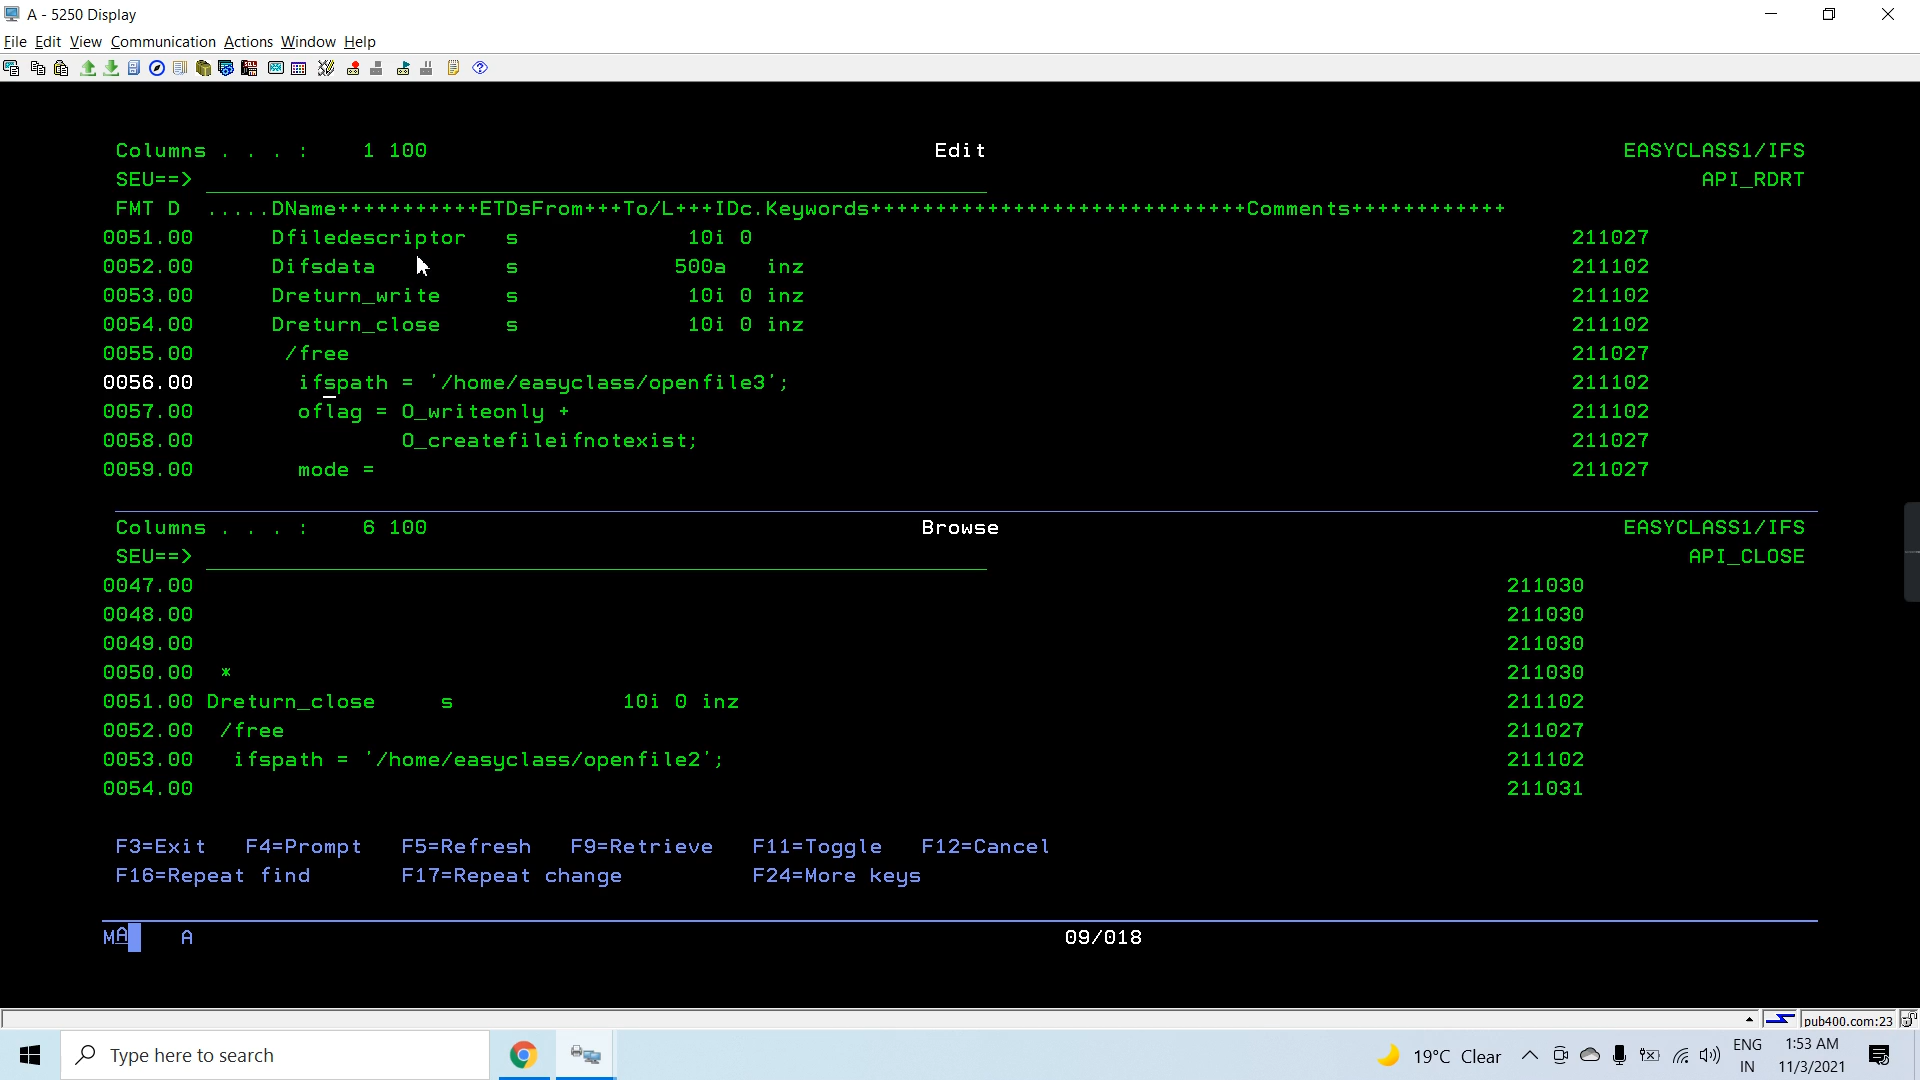 A - 5250 Display
File Edit View Communication Actions Window Help
Columns . . . :    1 100    Edit    EASYCLASS1/IFS
SEU==>    API_RDRT
FMT D  .....DName+++++++++++ETDsFrom+++To/L+++IDc.Keywords+++++++++++++++++++++++++++++Comments++++++++++++
0051.00      Dfiledescriptor   s             10i 0    211027
0052.00      Difsdata          s            500a   inz    211102
0053.00      Dreturn_write     s             10i 0 inz    211102
0054.00      Dreturn_close     s             10i 0 inz    211102
0055.00       /free    211027
0056.00        ifspath = '/home/easyclass/openfile3';    211102
0057.00        oflag = O_writeonly +    211102
0058.00                O_createfileifnotexist;    211027
0059.00        mode =    211027
Columns . . . :    6 100    Browse    EASYCLASS1/IFS
SEU==>    API_CLOSE
0047.00    211030
0048.00    211030
0049.00    211030
0050.00  *    211030
0051.00 Dreturn_close     s             10i 0 inz    211102
0052.00  /free    211027
0053.00   ifspath = '/home/easyclass/openfile2';    211102
0054.00    211031
F3=Exit   F4=Prompt   F5=Refresh   F9=Retrieve   F11=Toggle   F12=Cancel
F16=Repeat find       F17=Repeat change          F24=More keys
MA    A    09/018
pub400.com:23
Type here to search    19°C Clear    ENG    1:53 AM
IN    11/3/2021